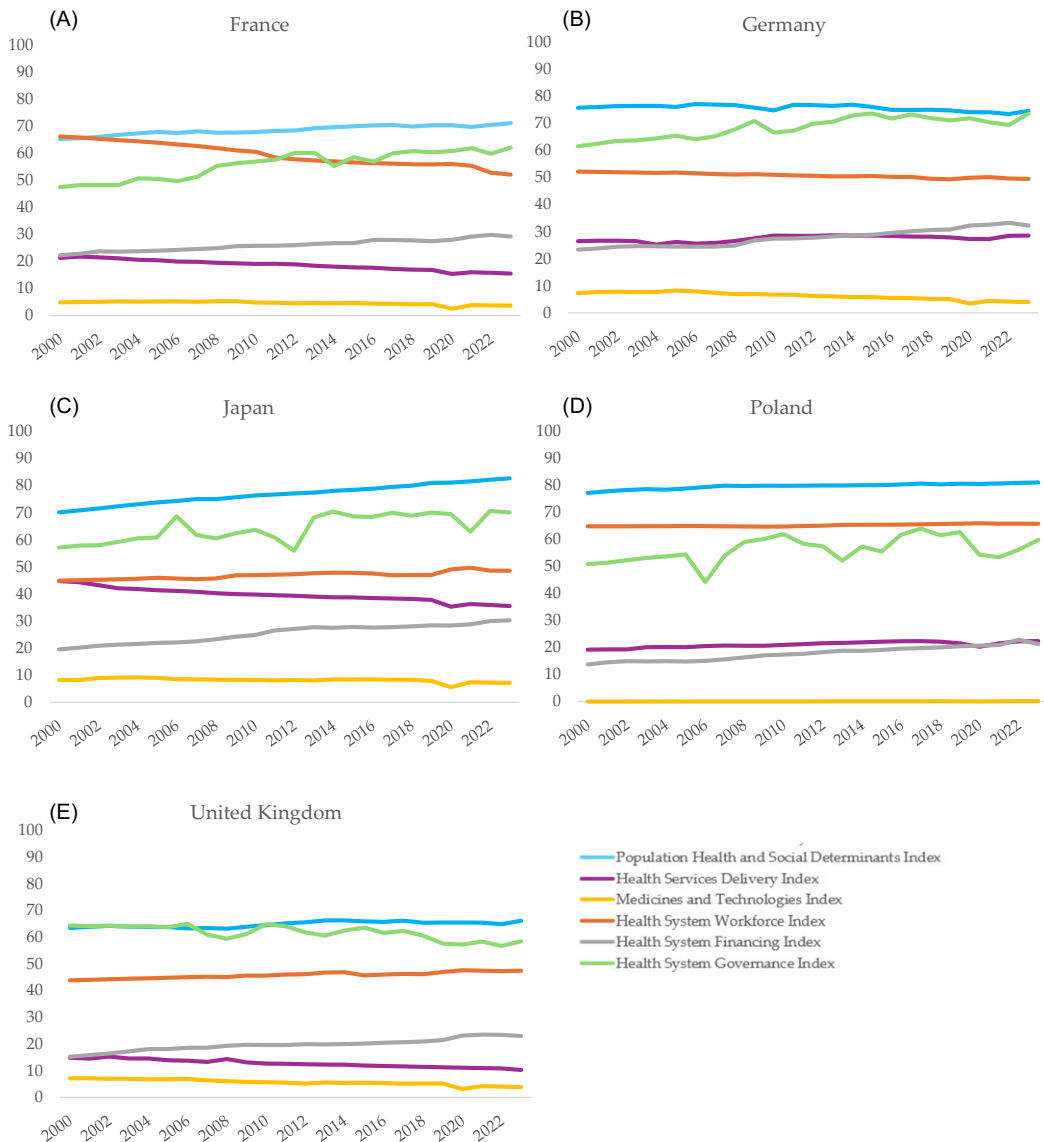 (A)
France
100
90
80
70
60
50
40
30
20
10
0
2000 2002 2004 2006 2008 2010 2012 2014 2016 2018 2020 2022
(B)
Germany
100
90
80
70
60
50
40
30
20
10
0
2000 2002 2004 2006 2008 2010 2012 2014 2016 2018 2020 2022
(C)
Japan
100
90
80
70
60
50
40
30
20
10
0
2000 2002 2004 2006 2008 2010 2012 2014 2016 2018 2020 2022
(D)
Poland
100
90
80
70
60
50
40
30
20
10
0
2000 2002 2004 2006 2008 2010 2012 2014 2016 2018 2020 2022
(E)
United Kingdom
100
90
80
70
60
50
40
30
20
10
0
2000 2002 2004 2006 2008 2010 2012 2014 2016 2018 2020 2022
Population Health and Social Determinants Index
Health Services Delivery Index
Medicines and Technologies Index
Health System Workforce Index
Health System Financing Index
Health System Governance Index